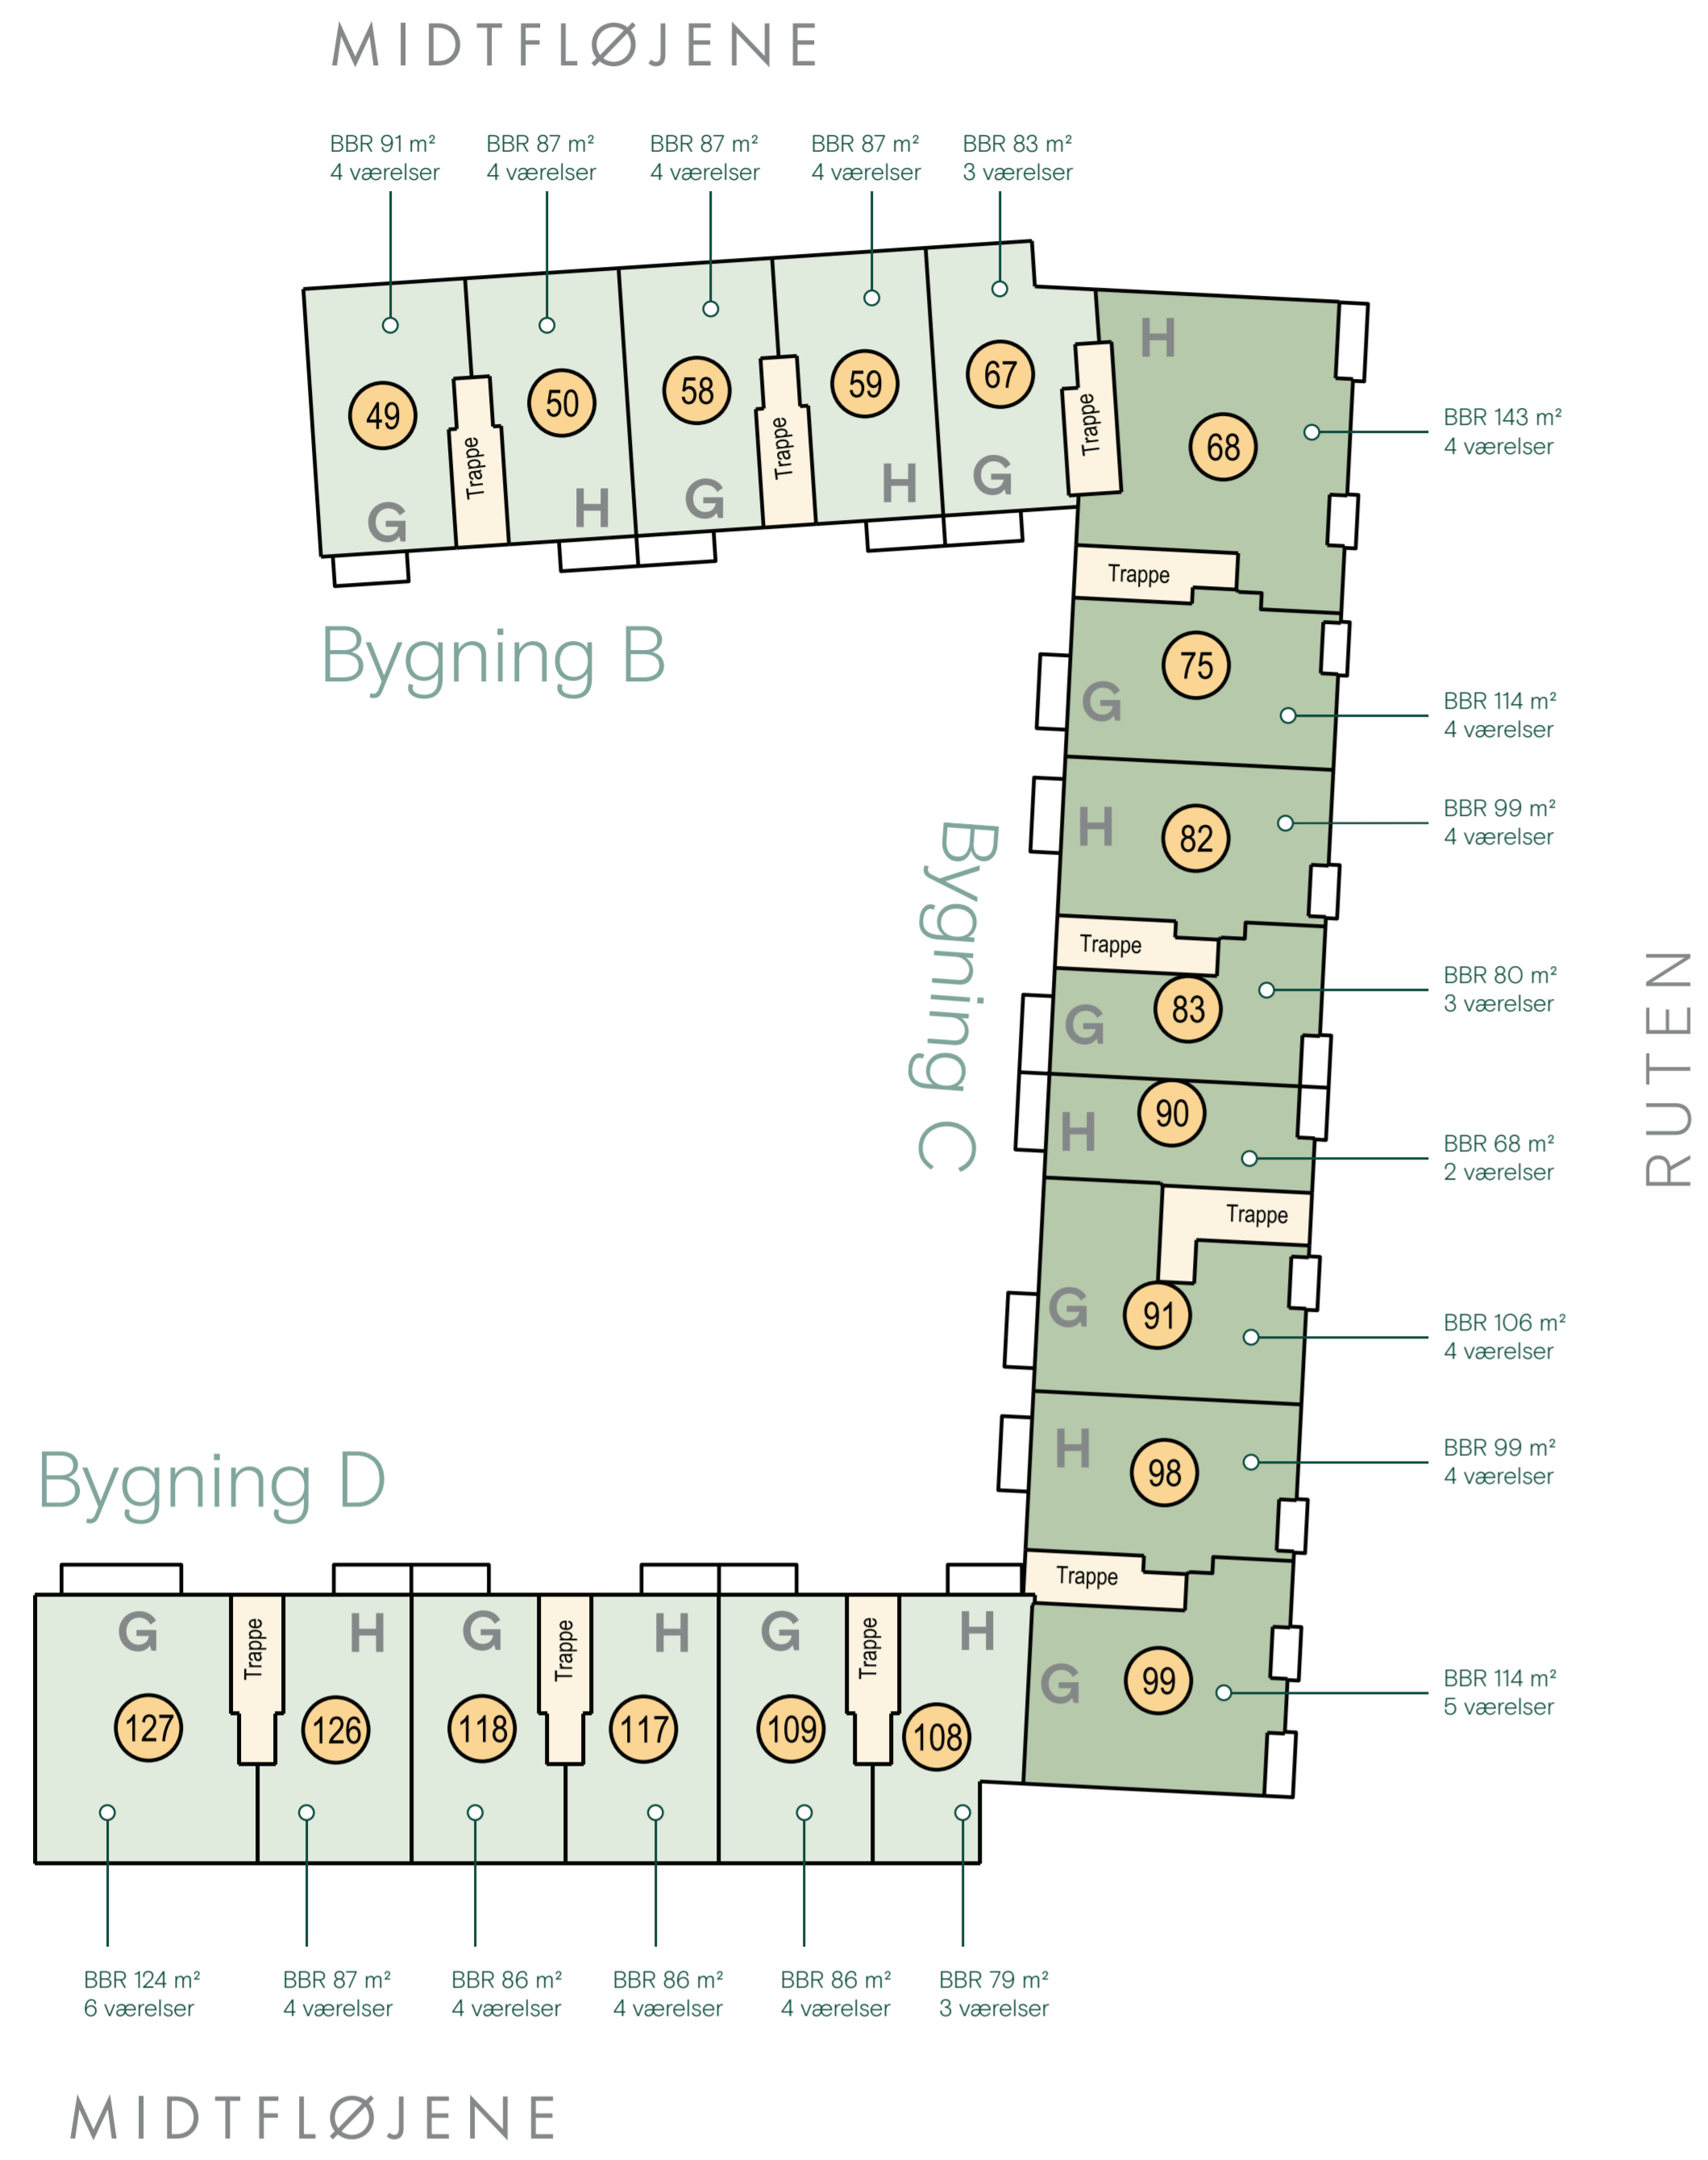 MIDTFLØJENE
BBR 91 m²
4 værelser
BBR 87 m²
4 værelser
BBR 87 m²
4 værelser
BBR 87 m²
4 værelser
BBR 83 m²
3 værelser
49
G
Trappe
50
H
58
G
Trappe
59
H
67
G
Trappe
H
68
BBR 143 m²
4 værelser
Bygning B
Trappe
75
G
BBR 114 m²
4 værelser
H
82
BBR 99 m²
4 værelser
Bygning C
Trappe
G
83
BBR 80 m²
3 værelser
RUTEN
H
90
BBR 68 m²
2 værelser
Trappe
G
91
BBR 106 m²
4 værelser
H
98
BBR 99 m²
4 værelser
Trappe
G
99
BBR 114 m²
5 værelser
Bygning D
G
127
Trappe
H
126
G
118
Trappe
H
117
G
109
Trappe
H
108
BBR 124 m²
6 værelser
BBR 87 m²
4 værelser
BBR 86 m²
4 værelser
BBR 86 m²
4 værelser
BBR 86 m²
4 værelser
BBR 79 m²
3 værelser
MIDTFLØJENE